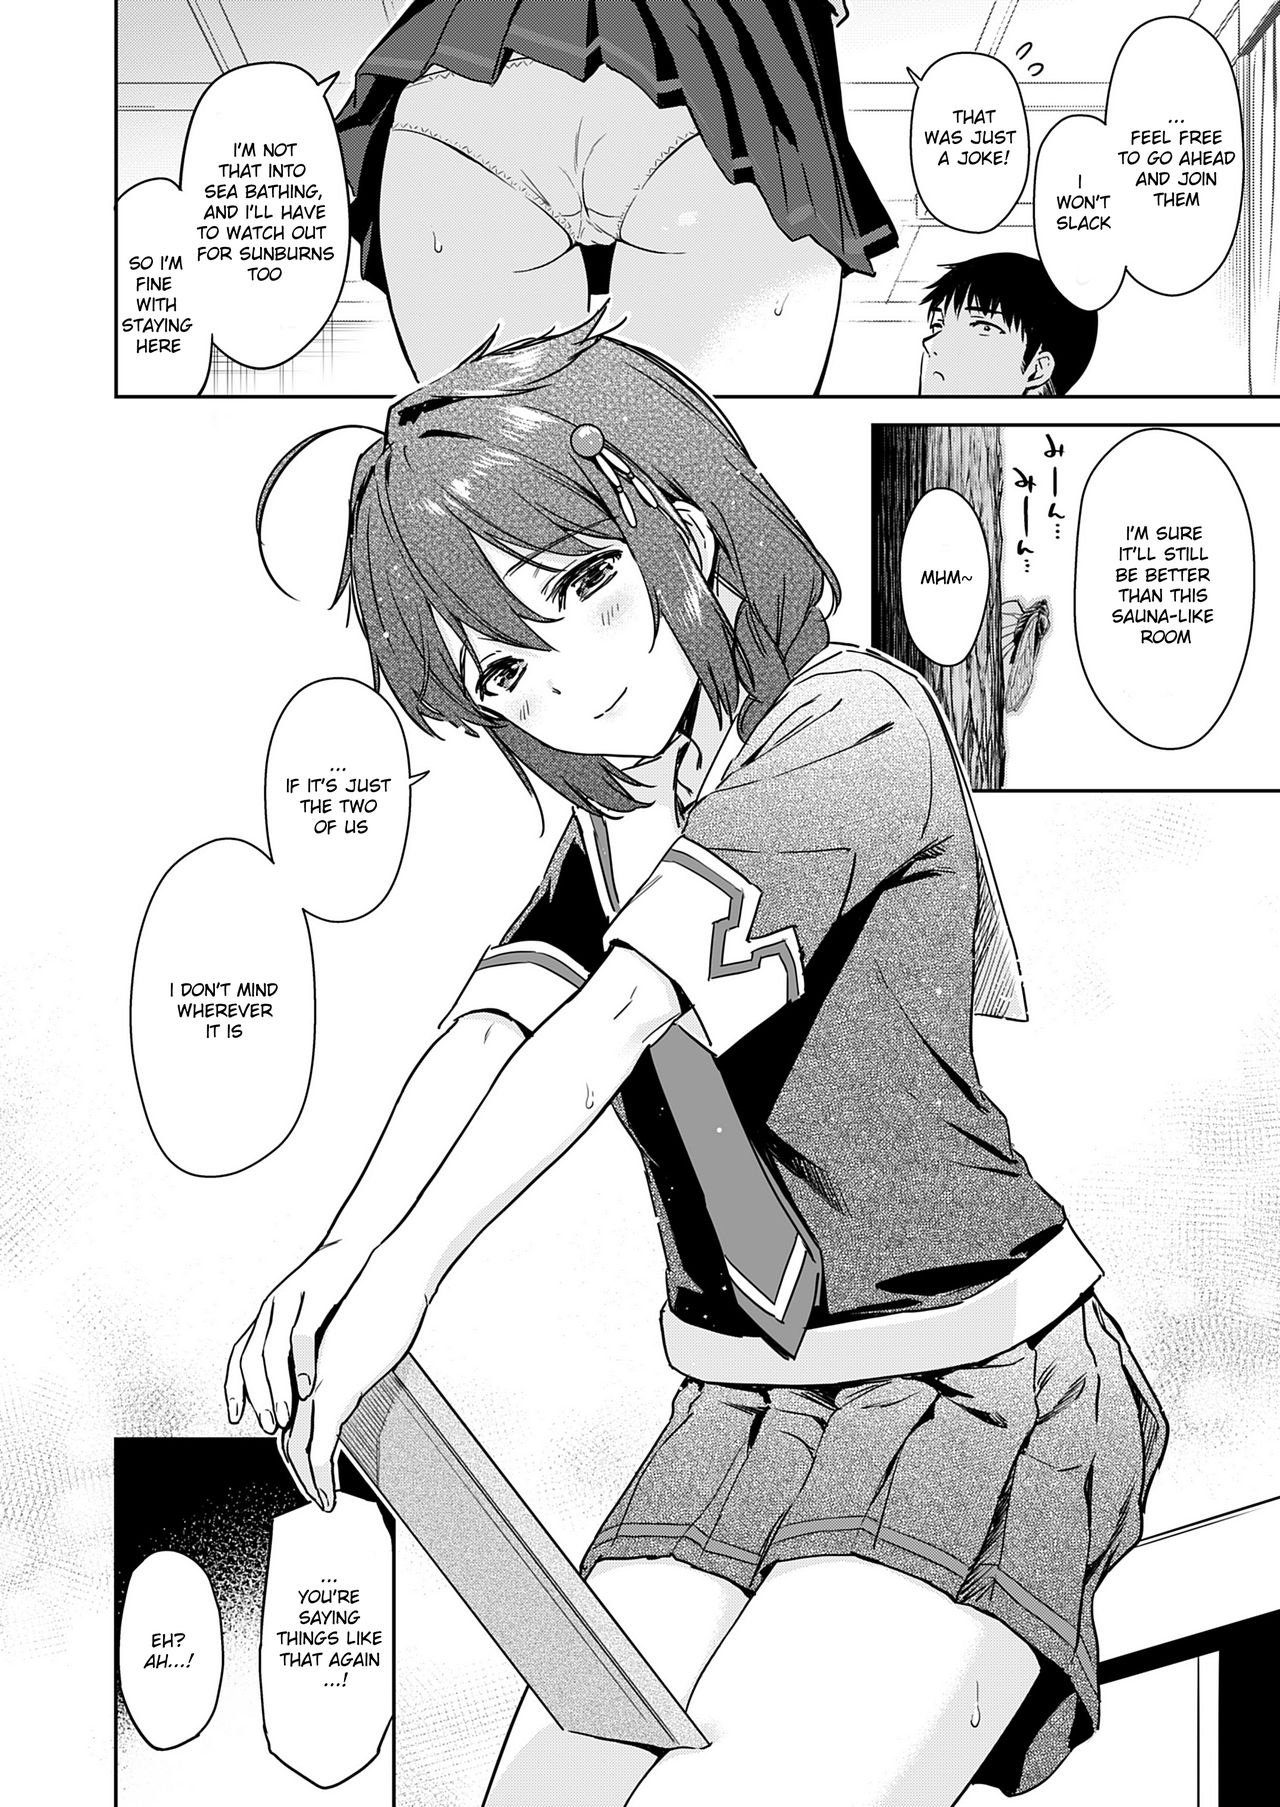 ...
FEEL FREE
TO GO AHEAD
AND JOIN
THEM
I
WON'T
SLACK
THAT
WAS JUST
A JOKE!
I'M NOT
THAT INTO
SEA BATHING,
AND I'LL HAVE
TO WATCH OUT
FOR SUNBURNS
TOO
SO I'M
FINE
WITH
STAYING
HERE
I'M SURE
IT'LL STILL
BE BETTER
THAN THIS
SAUNA-LIKE
ROOM
みーん…
みーん…
MHM~
...
IF IT'S JUST
THE TWO
OF US
I DON'T MIND
WHEREVER
IT IS
...
YOU'RE
SAYING
THINGS LIKE
THAT AGAIN
...!
EH?
AH...!